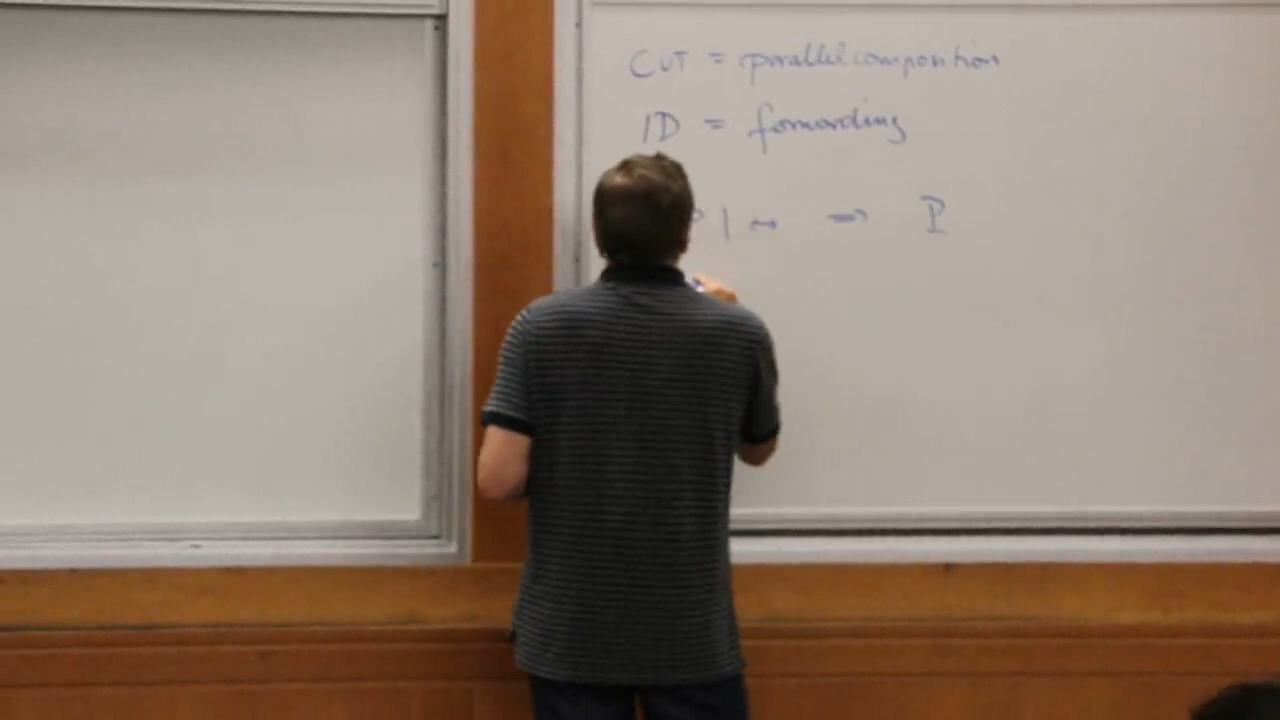 CUT = parallel composition
ID = forwarding
P | ↔ ⇒ P